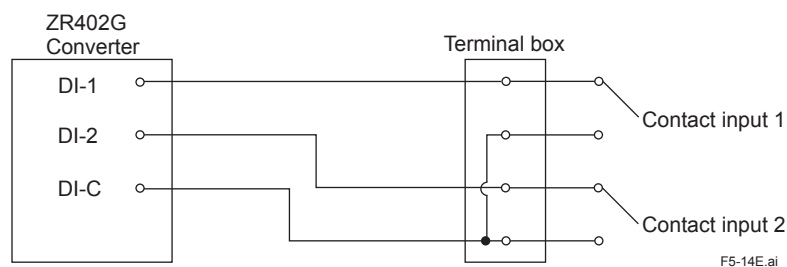 ZR402G
Converter
Terminal box
DI-1
Contact input 1
DI-2
DI-C
Contact input 2
F5-14E.ai